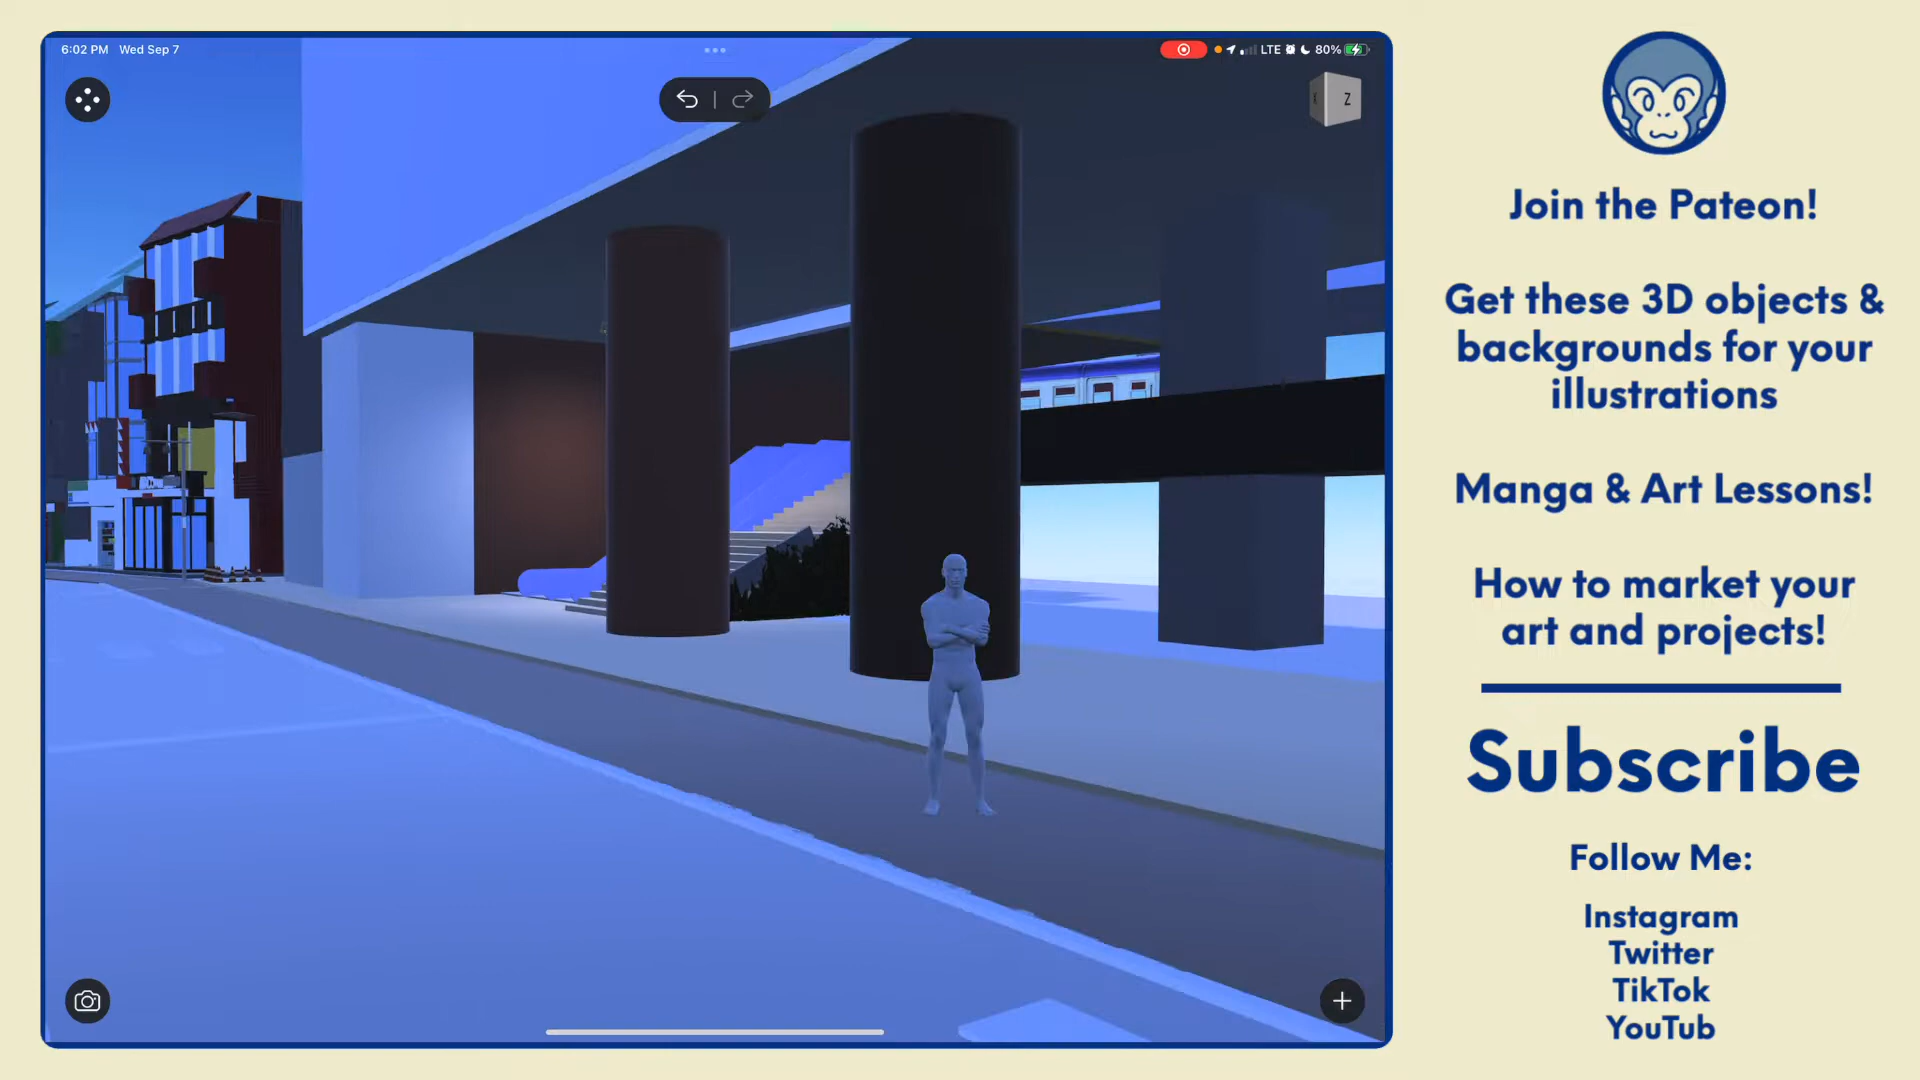 6:02 PM Wed Sep 7
LTE 80%
X Z
Join the Pateon!
Get these 3D objects &
backgrounds for your
illustrations
Manga & Art Lessons!
How to market your
art and projects!
Subscribe
Follow Me:
Instagram
Twitter
TikTok
YouTub